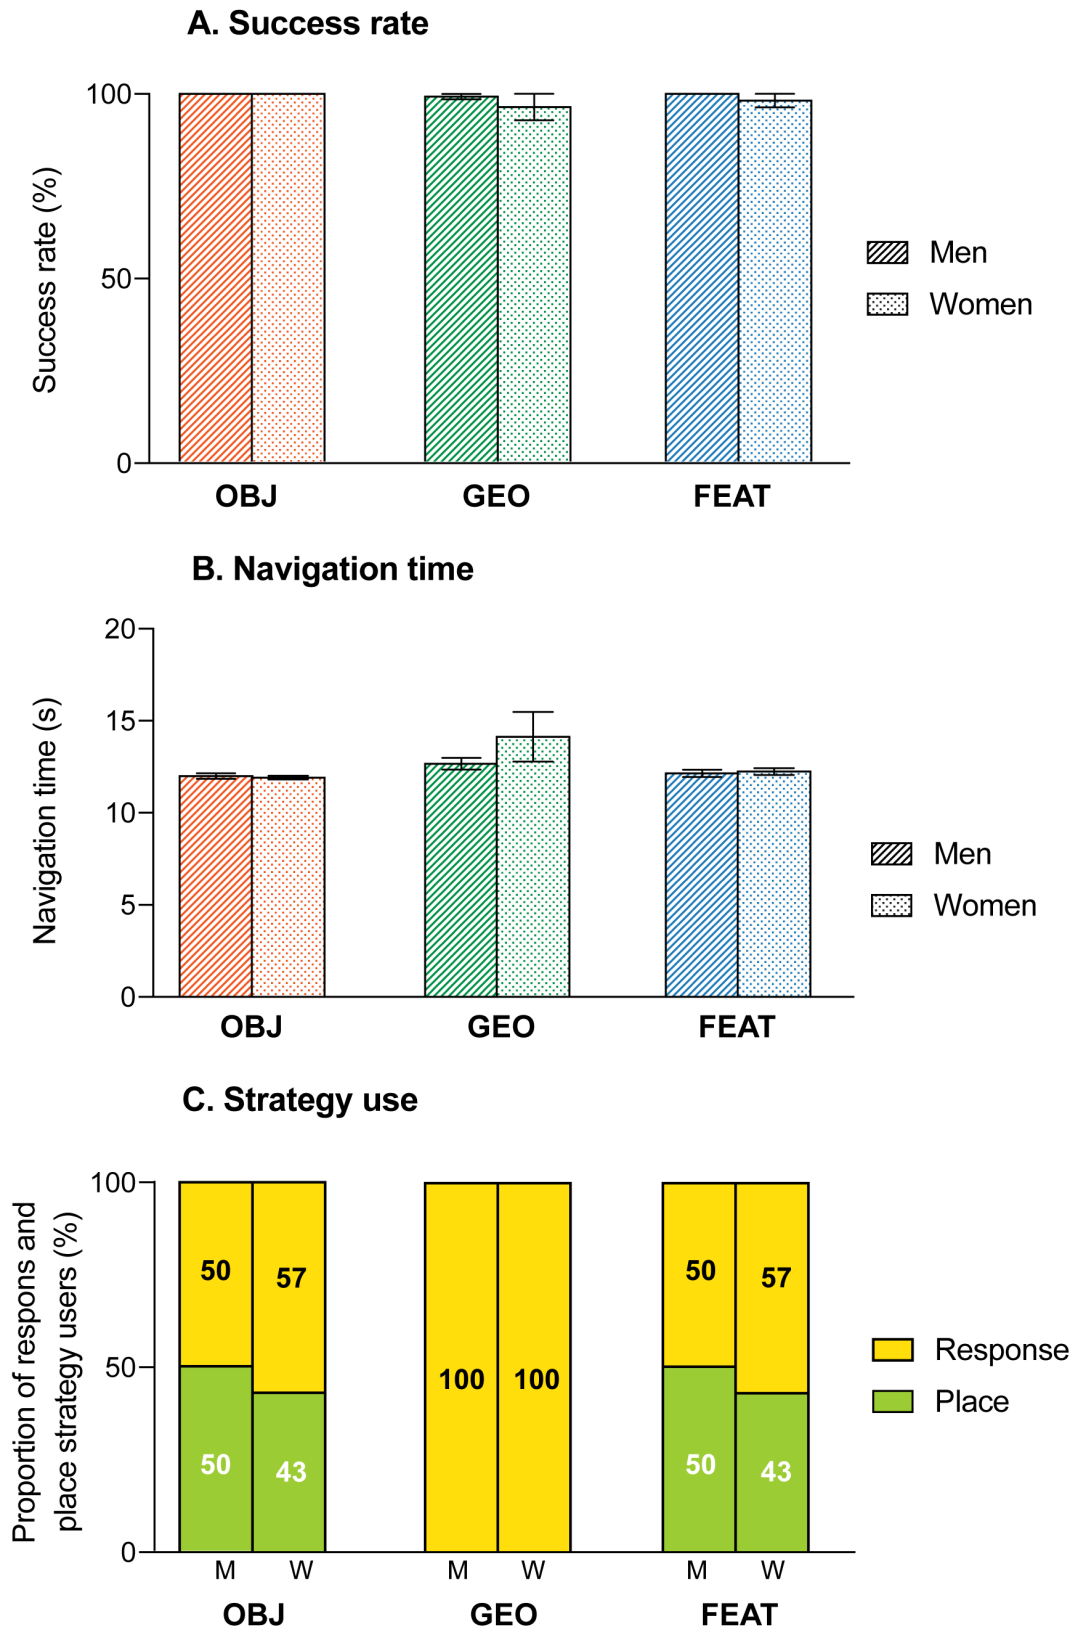 A. Success rate
Success rate (%)
100
50
0
OBJ
GEO
FEAT
Men
Women
B. Navigation time
Navigation time (s)
20
15
10
5
0
OBJ
GEO
FEAT
Men
Women
C. Strategy use
Proportion of respons and
place strategy users (%)
100
50
0
50
57
100
100
50
57
50
43
50
43
M
W
M
W
M
W
OBJ
GEO
FEAT
Response
Place